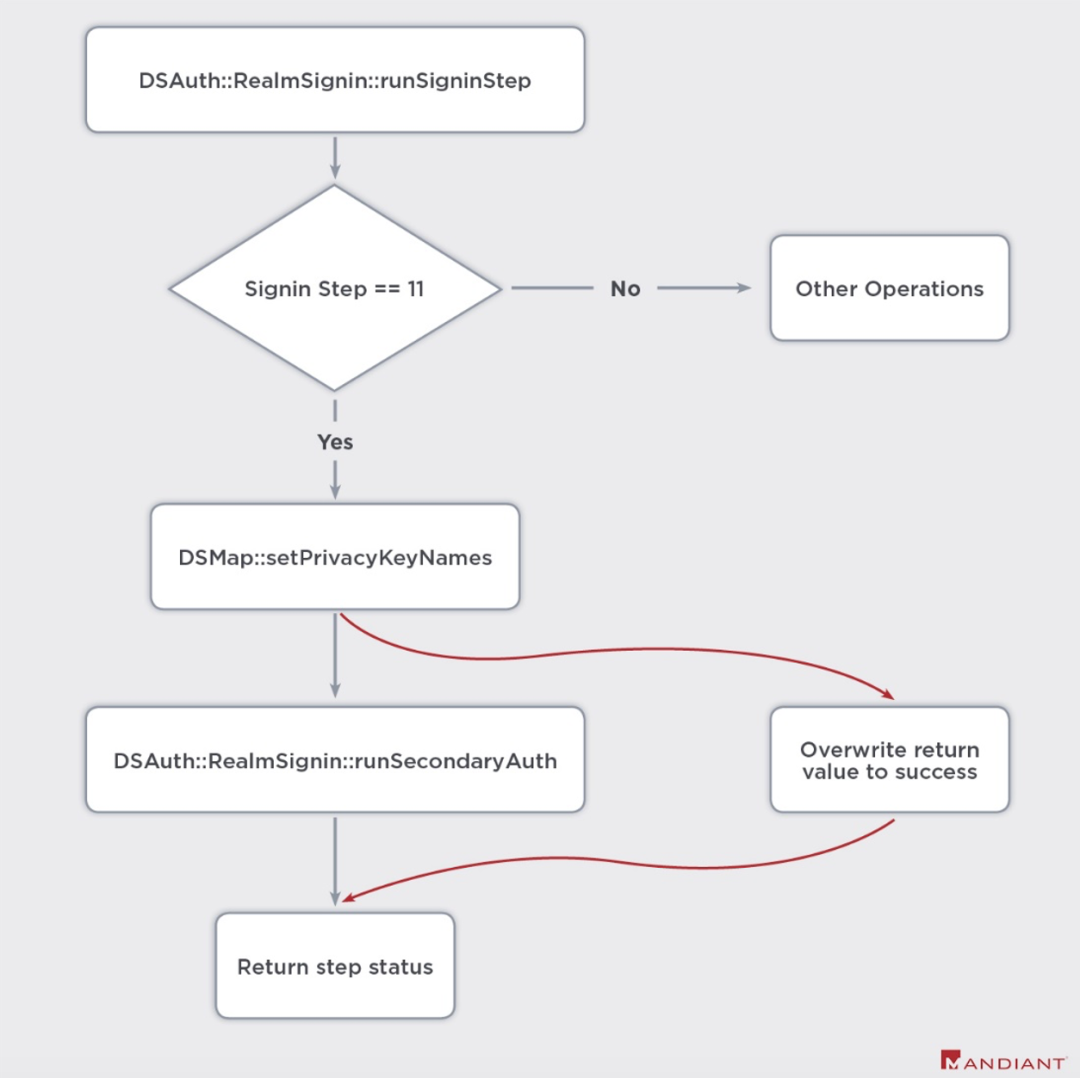 DSAuth::RealmSignin::runSigninStep
Signin Step == 11
No
Other Operations
Yes
DSMap::setPrivacyKeyNames
DSAuth::RealmSignin::runSecondaryAuth
Overwrite return
value to success
Return step status
MANDIANT